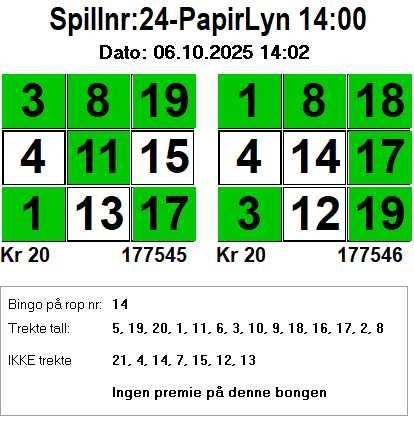 Spillnr:24-PapirLyn 14:00
Dato: 06.10.2025 14:02
3 8 19 1 8 18
4 11 15 4 14 17
1 13 17 3 12 19
Kr 20 177545 Kr 20 177546
Bingo på rop nr: 14
Trekte tall: 5, 19, 20, 1, 11, 6, 3, 10, 9, 18, 16, 17, 2, 8
IKKE trekte 21, 4, 14, 7, 15, 12, 13
Ingen premie på denne bongen